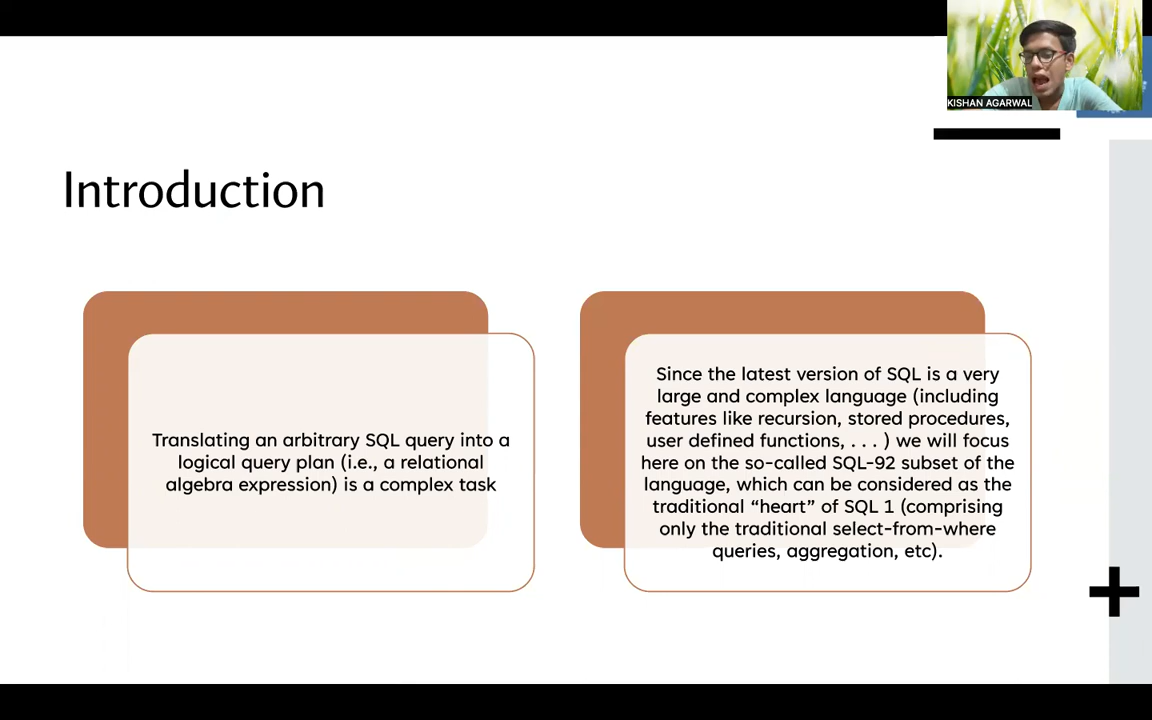 KISHAN AGARWAL
Introduction
Translating an arbitrary SQL query into a
logical query plan (i.e., a relational
algebra expression) is a complex task
Since the latest version of SQL is a very
large and complex language (including
features like recursion, stored procedures,
user defined functions, . . . ) we will focus
here on the so-called SQL-92 subset of the
language, which can be considered as the
traditional “heart” of SQL 1 (comprising
only the traditional select-from-where
queries, aggregation, etc).